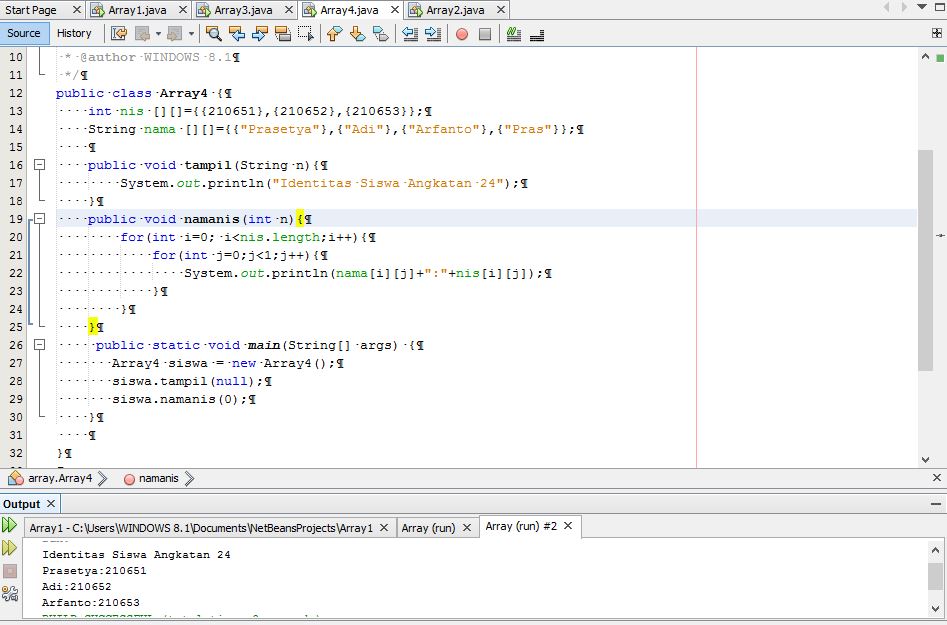 Start Page Array1.java Array3.java Array4.java Array2.java
Source History
10 * @author WINDOWS 8.1¶
11 */¶
12 public class Array4 {¶
13 int nis [][]={{210651},{210652},{210653}};¶
14 String nama [][]={{"Prasetya"},{"Adi"},{"Arfanto"},{"Pras"}};¶
15 ¶
16 public void tampil(String n){¶
17 System.out.println("Identitas Siswa Angkatan 24");¶
18 }¶
19 public void namanis(int n){¶
20 for(int i=0; i<nis.length;i++){¶
21 for(int j=0;j<1;j++){¶
22 System.out.println(nama[i][j]+":"+nis[i][j]);¶
23 }¶
24 }¶
25 }¶
26 public static void main(String[] args) {¶
27 Array4 siswa = new Array4();¶
28 siswa.tampil(null);¶
29 siswa.namanis(0);¶
30 }¶
31 ¶
32 }¶
array.Array4 namanis
Output
Array1 - C:\Users\WINDOWS 8.1\Documents\NetBeansProjects\Array1 Array (run) Array (run) #2
Identitas Siswa Angkatan 24
Prasetya:210651
Adi:210652
Arfanto:210653